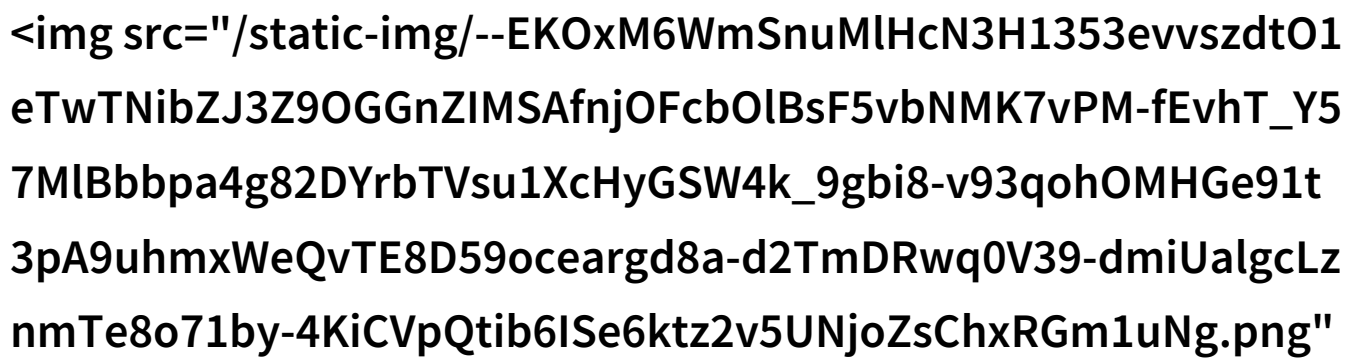 <img src="/static-img/--EKOxM6WmSnuMlHcN3H1353evvszdtO1
eTwTNibZJ3Z9OGGnZIMSAfnjOFcbOlBsF5vbNMK7vPM-fEvhT_Y5
7MlBbbpa4g82DYrbTVsu1XcHyGSW4k_9gbi8-v93qohOMHGe91t
3pA9uhmxWeQvTE8D59oceargd8a-d2TmDRwq0V39-dmiUalgcLz
nmTe8o71by-4KiCVpQtib6ISe6ktz2v5UNjoZsChxRGm1uNg.png"